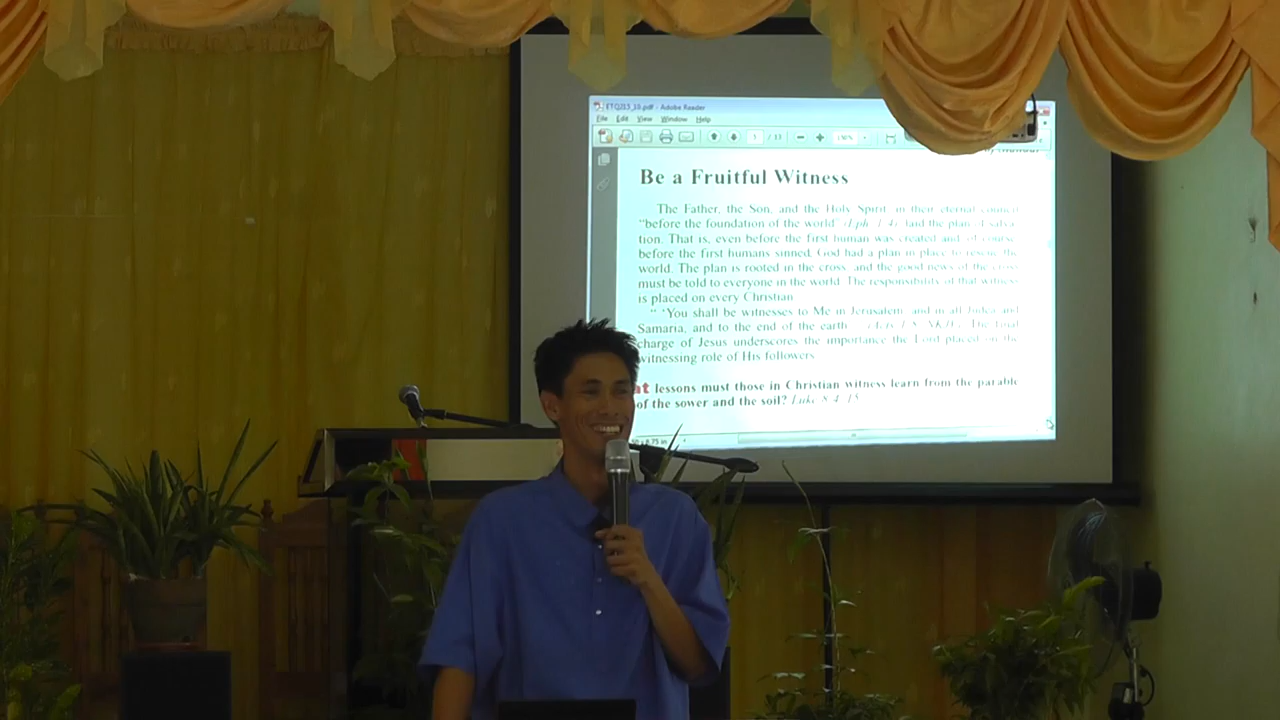 ETQ215_10.pdf - Adobe Reader
File Edit View Window Help
1 / 13
Be a Fruitful Witness
The Father, the Son, and the Holy Spirit, in their eternal council
"before the foundation of the world" (Eph. 1:4), laid the plan of salva-
tion. That is, even before the first human was created and, of course,
before the first humans sinned, God had a plan in place to rescue the
world. The plan is rooted in the cross, and the good news of the cross
must be told to everyone in the world. The responsibility of that witness
is placed on every Christian.
" 'You shall be witnesses to Me in Jerusalem, and in all Judea and
Samaria, and to the end of the earth' " (Acts 1:8, NKJV). The final
charge of Jesus underscores the importance the Lord placed on the
witnessing role of His followers.
at lessons must those in Christian witness learn from the parable
of the sower and the soil? Luke 8:4-15.